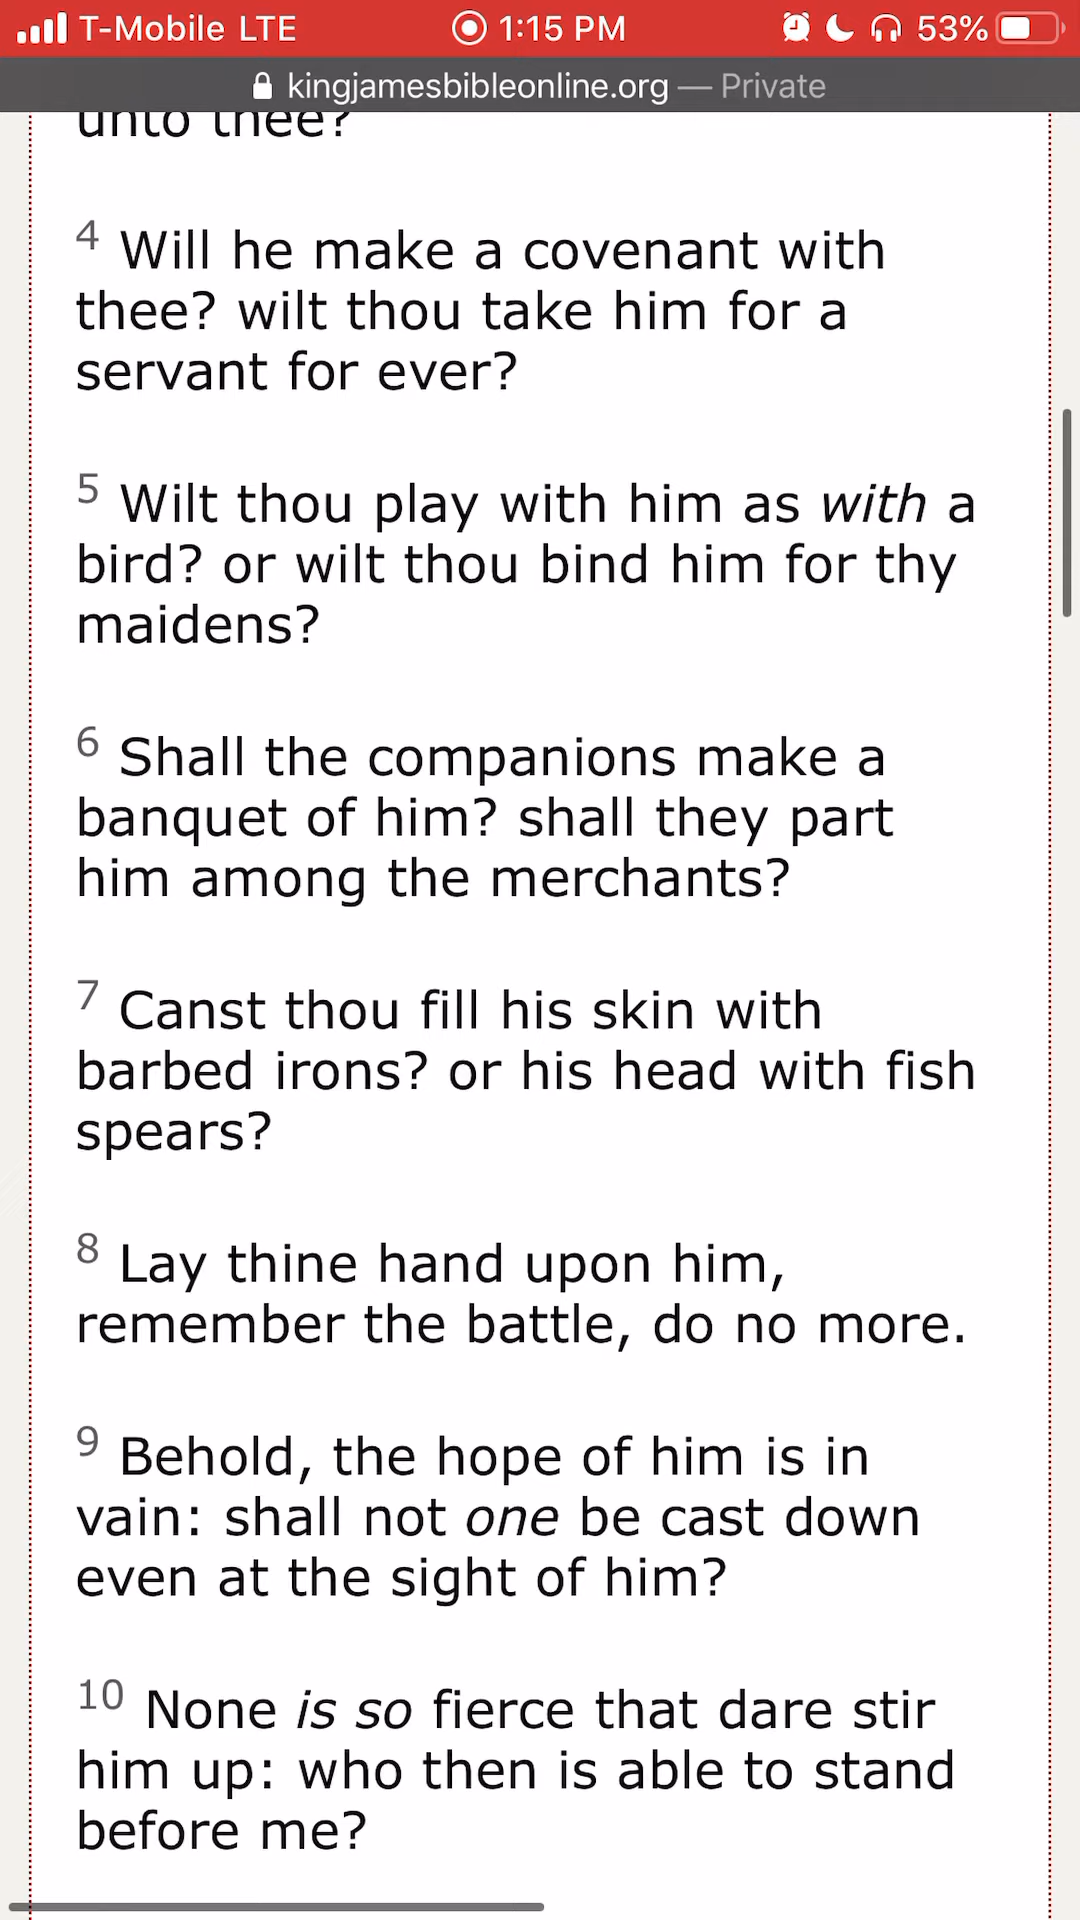 T-Mobile LTE 1:15 PM 53%
kingjamesbibleonline.org — Private
unto thee?
4 Will he make a covenant with
thee? wilt thou take him for a
servant for ever?
5 Wilt thou play with him as with a
bird? or wilt thou bind him for thy
maidens?
6 Shall the companions make a
banquet of him? shall they part
him among the merchants?
7 Canst thou fill his skin with
barbed irons? or his head with fish
spears?
8 Lay thine hand upon him,
remember the battle, do no more.
9 Behold, the hope of him is in
vain: shall not one be cast down
even at the sight of him?
10 None is so fierce that dare stir
him up: who then is able to stand
before me?